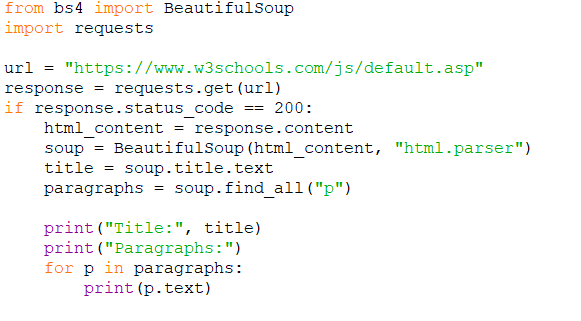 from bs4 import BeautifulSoup
import requests

url = "https://www.w3schools.com/js/default.asp"
response = requests.get(url)
if response.status_code == 200:
    html_content = response.content
    soup = BeautifulSoup(html_content, "html.parser")
    title = soup.title.text
    paragraphs = soup.find_all("p")

    print("Title:", title)
    print("Paragraphs:")
    for p in paragraphs:
        print(p.text)